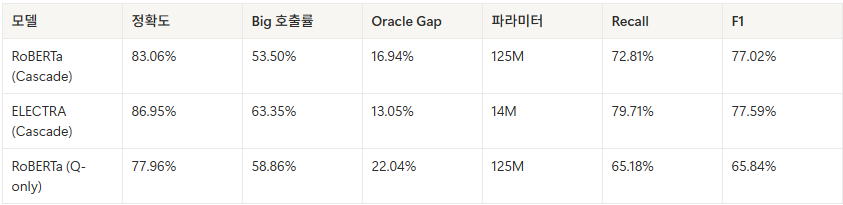 모델 정확도 Big 호출률 Oracle Gap 파라미터 Recall F1
RoBERTa (Cascade) 83.06% 53.50% 16.94% 125M 72.81% 77.02%
ELECTRA (Cascade) 86.95% 63.35% 13.05% 14M 79.71% 77.59%
RoBERTa (Q-only) 77.96% 58.86% 22.04% 125M 65.18% 65.84%